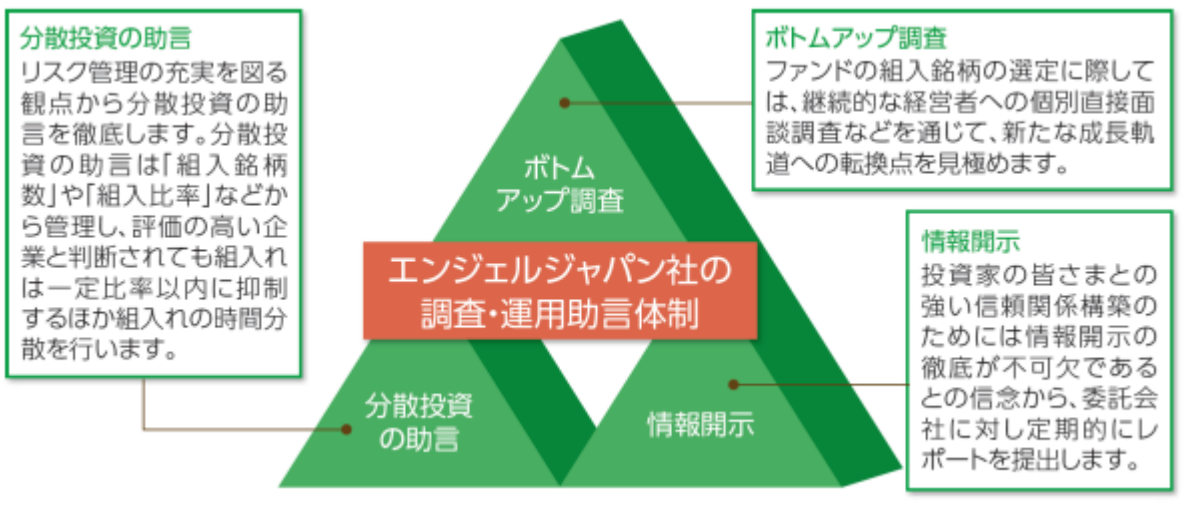 分散投資の助言
リスク管理の充実を図る
観点から分散投資の助
言を徹底します。分散投
資の助言は「組入銘柄
数」や「組入比率」などか
ら管理し、評価の高い企
業と判断されても組入れ
は一定比率以内に抑制
するほか組入れの時間分
散を行います。
ボトムアップ調査
ファンドの組入銘柄の選定に際して
は、継続的な経営者への個別直接面
談調査などを通じて、新たな成長軌
道への転換点を見極めます。
ボトム
アップ調査
エンジェルジャパン社の
調査・運用助言体制
情報開示
投資家の皆さまとの
強い信頼関係構築の
ためには情報開示の
徹底が不可欠である
との信念から、委託会
社に対し定期的にレ
ポートを提出します。
分散投資
の助言
情報開示